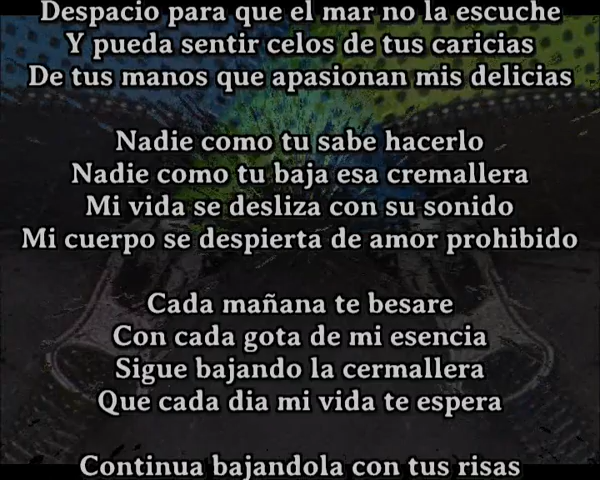 Despacio para que el mar no la escuche
Y pueda sentir celos de tus caricias
De tus manos que apasionan mis delicias
Nadie como tu sabe hacerlo
Nadie como tu baja esa cremallera
Mi vida se desliza con su sonido
Mi cuerpo se despierta de amor prohibido
Cada mañana te besare
Con cada gota de mi esencia
Sigue bajando la cermallera
Que cada dia mi vida te espera
Continua bajandola con tus risas